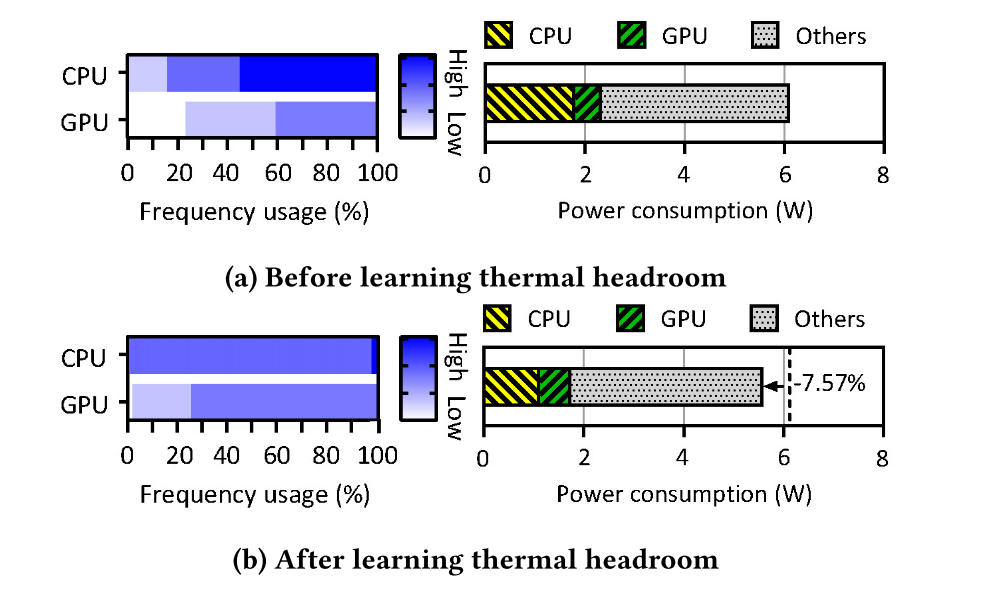 CPU GPU Others
CPU
GPU
High Low
0 20 40 60 80 100
Frequency usage (%)
0 2 4 6 8
Power consumption (W)
(a) Before learning thermal headroom
CPU GPU Others
CPU
GPU
High Low
-7.57%
0 20 40 60 80 100
Frequency usage (%)
0 2 4 6 8
Power consumption (W)
(b) After learning thermal headroom